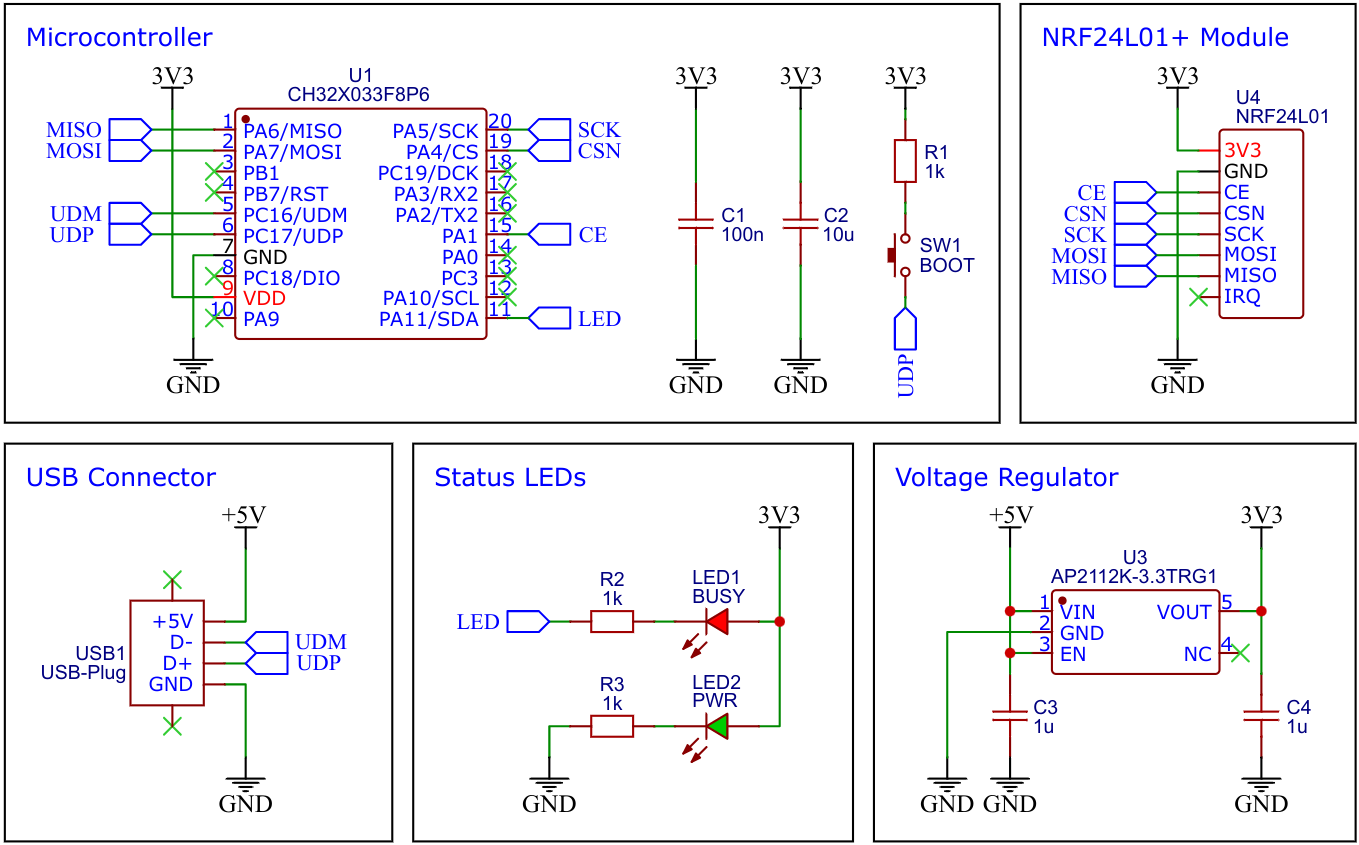 Microcontroller
3V3
U1
CH32X033F8P6
MISO
MOSI
UDM
UDP
1
2
3
4
5
6
7
8
9
10
PA6/MISO
PA7/MOSI
PB1
PB7/RST
PC16/UDM
PC17/UDP
GND
PC18/DIO
VDD
PA9
PA5/SCK
PA4/CS
PC19/DCK
PA3/RX2
PA2/TX2
PA1
PA0
PC3
PA10/SCL
PA11/SDA
20
19
18
17
16
15
14
13
12
11
SCK
CSN
CE
LED
GND
3V3
C1
100n
GND
3V3
C2
10u
GND
3V3
R1
1k
SW1
BOOT
UDP
NRF24L01+ Module
3V3
U4
NRF24L01
CE
CSN
SCK
MOSI
MISO
3V3
GND
CE
CSN
SCK
MOSI
MISO
IRQ
GND
USB Connector
+5V
USB1
USB-Plug
+5V
D-
D+
GND
UDM
UDP
GND
Status LEDs
3V3
LED
R2
1k
LED1
BUSY
R3
1k
LED2
PWR
GND
Voltage Regulator
+5V
U3
AP2112K-3.3TRG1
3V3
1
2
3
VIN
GND
EN
VOUT
NC
5
4
C3
1u
C4
1u
GND
GND
GND